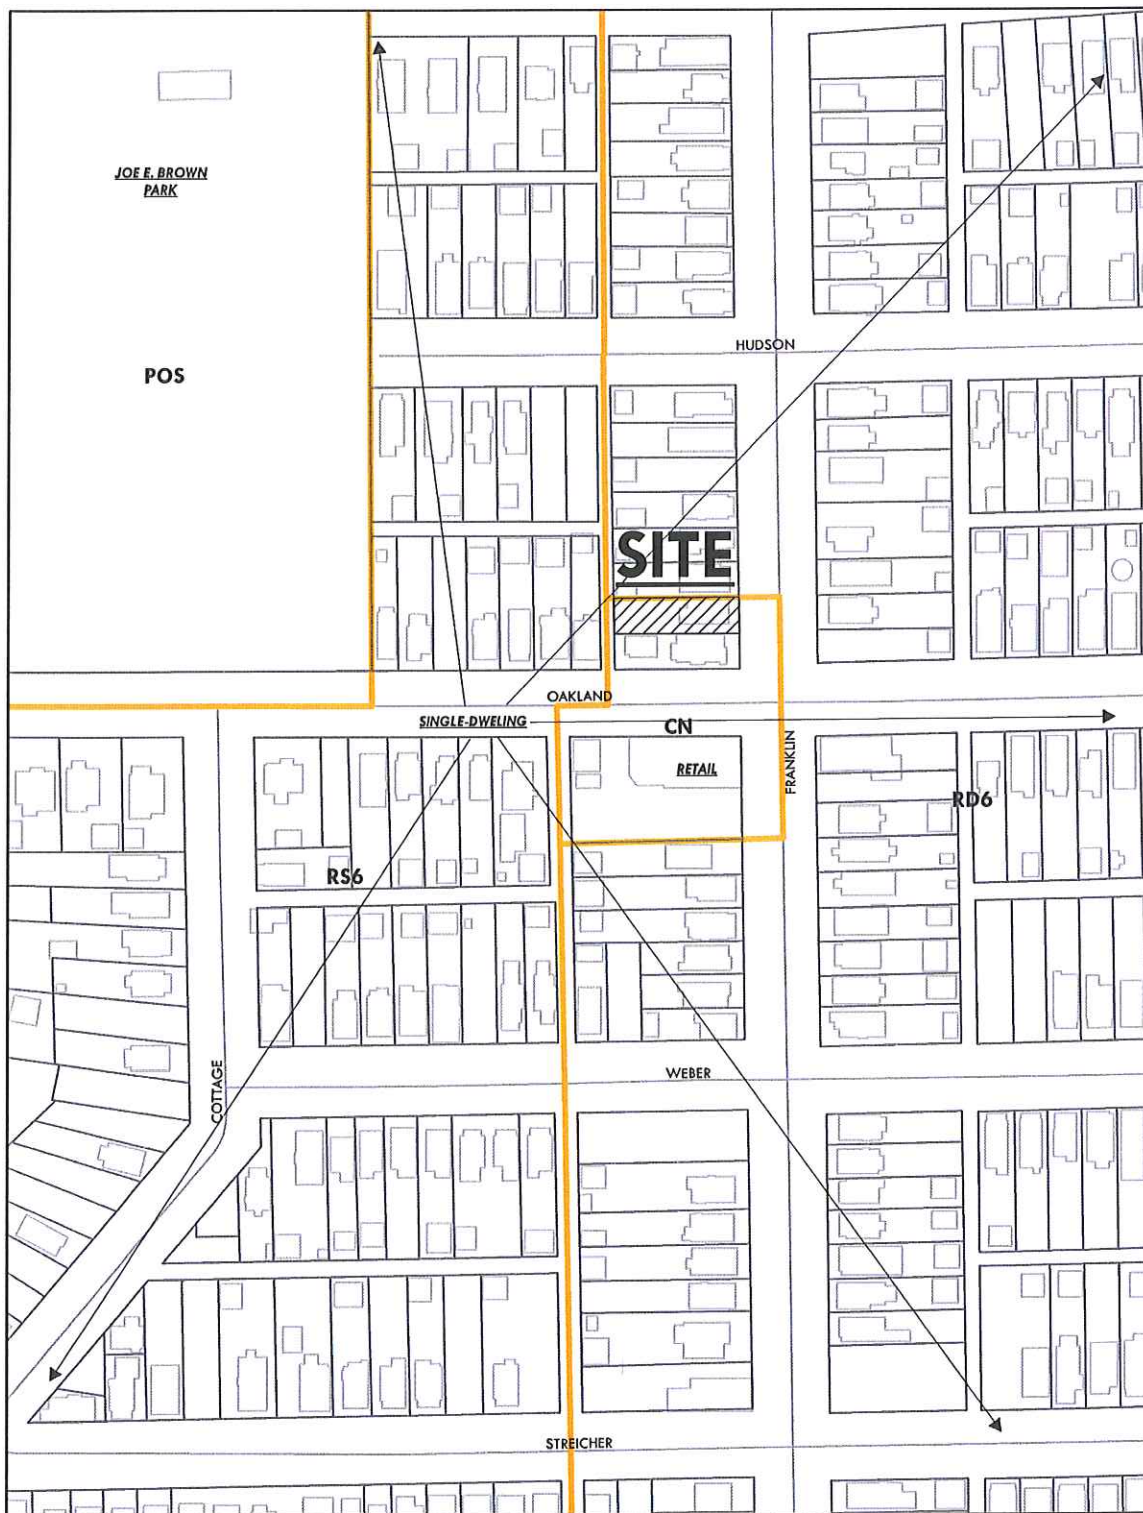 JOE E. BROWN
PARK
POS
HUDSON
SITE
OAKLAND
SINGLE-DWELING
CN
RETAIL
FRANKLIN
RD6
RS6
COTTAGE
WEBER
STREICHER